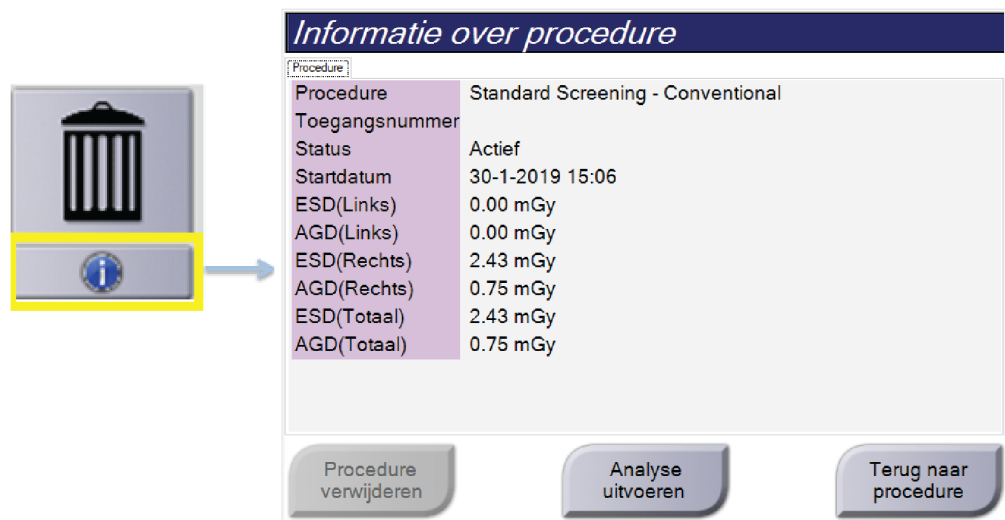 Informatie over procedure
Procedure
Procedure Standard Screening - Conventional
Toegangsnummer
Status Actief
Startdatum 30-1-2019 15:06
ESD(Links) 0.00 mGy
AGD(Links) 0.00 mGy
ESD(Rechts) 2.43 mGy
AGD(Rechts) 0.75 mGy
ESD(Totaal) 2.43 mGy
AGD(Totaal) 0.75 mGy
Procedure
verwijderen
Analyse
uitvoeren
Terug naar
procedure